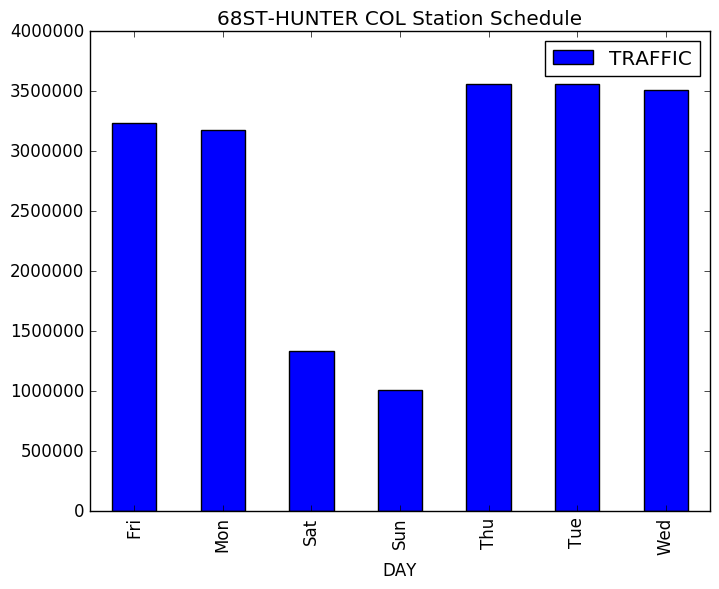 68ST-HUNTER COL Station Schedule
TRAFFIC
4000000
3500000
3000000
2500000
2000000
1500000
1000000
500000
0
Fri
Mon
Sat
Sun
Thu
Tue
Wed
DAY